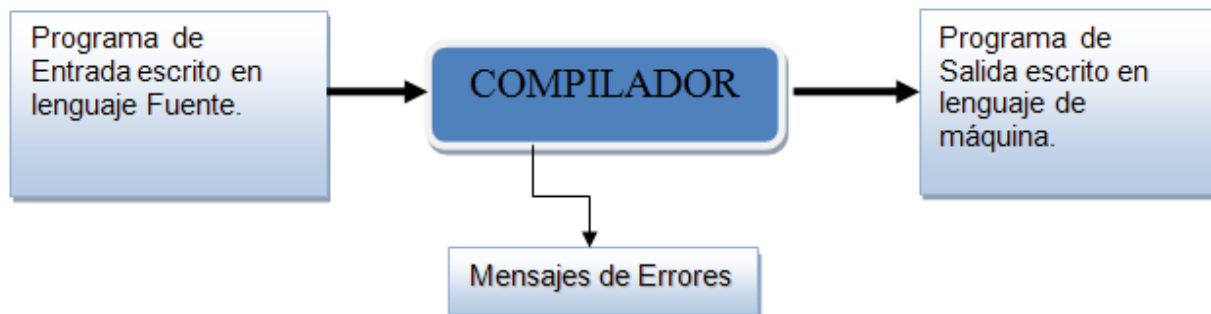 Programa de
Entrada escrito en
lenguaje Fuente.
COMPILADOR
Programa de
Salida escrito en
lenguaje de
máquina.
Mensajes de Errores